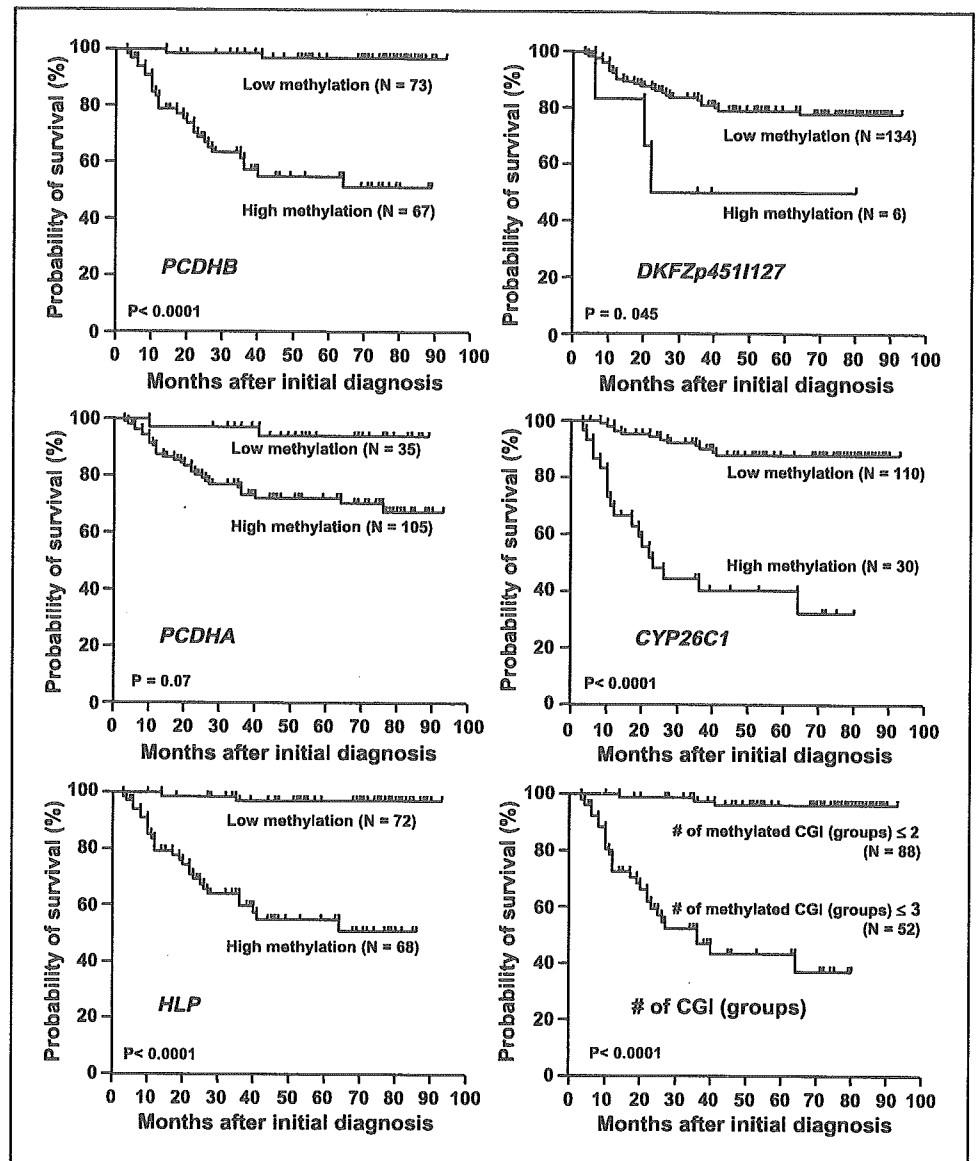 Probability of survival (%)
100
80
60
40
20
0
Low methylation (N = 73)
High methylation (N = 67)
PCDHB
P< 0.0001
0 10 20 30 40 50 60 70 80 90 100
Months after initial diagnosis
Probability of survival (%)
100
80
60
40
20
0
Low methylation (N =134)
High methylation (N = 6)
DKFZp451I127
P = 0. 045
0 10 20 30 40 50 60 70 80 90 100
Months after initial diagnosis
Probability of survival (%)
100
80
60
40
20
0
Low methylation (N = 35)
High methylation (N = 105)
PCDHA
P = 0.07
0 10 20 30 40 50 60 70 80 90 100
Months after initial diagnosis
Probability of survival (%)
100
80
60
40
20
0
Low methylation (N = 110)
High methylation (N = 30)
CYP26C1
P< 0.0001
0 10 20 30 40 50 60 70 80 90 100
Months after initial diagnosis
Probability of survival (%)
100
80
60
40
20
0
Low methylation (N = 72)
High methylation (N = 68)
HLP
P< 0.0001
0 10 20 30 40 50 60 70 80 90 100
Months after initial diagnosis
Probability of survival (%)
100
80
60
40
20
0
# of methylated CGI (groups) ≤ 2
(N = 88)
# of methylated CGI (groups) ≤ 3
(N = 52)
# of CGI (groups)
P< 0.0001
0 10 20 30 40 50 60 70 80 90 100
Months after initial diagnosis